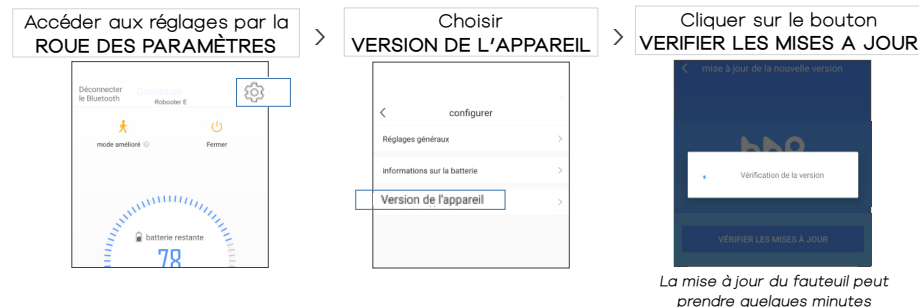 Accéder aux réglages par la
ROUE DES PARAMÈTRES
>
Choisir
VERSION DE L'APPAREIL
>
Cliquer sur le bouton
VERIFIER LES MISES A JOUR
Déconnecter
le Bluetooth
Robooter E
mode amélioré
Fermer
batterie restante
78
< configurer
Réglages généraux >
informations sur la batterie >
Version de l'appareil >
< mise à jour de la nouvelle version
Vérification de la version
VÉRIFIER LES MISES À JOUR
La mise à jour du fauteuil peut
prendre quelques minutes